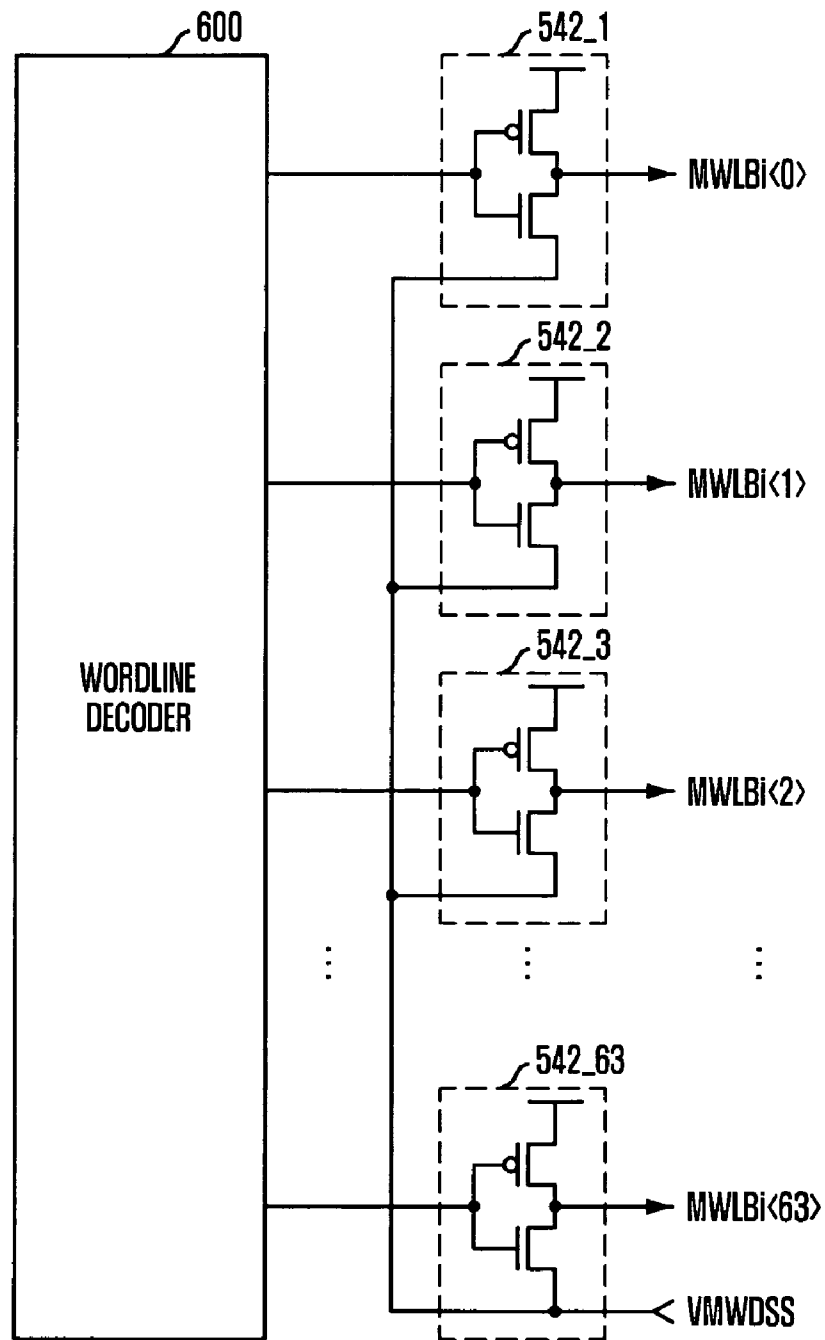 600
542_1
MWLBi<0>
542_2
MWLBi<1>
WORDLINE
DECODER
542_3
MWLBi<2>
542_63
MWLBi<63>
VMWDSS